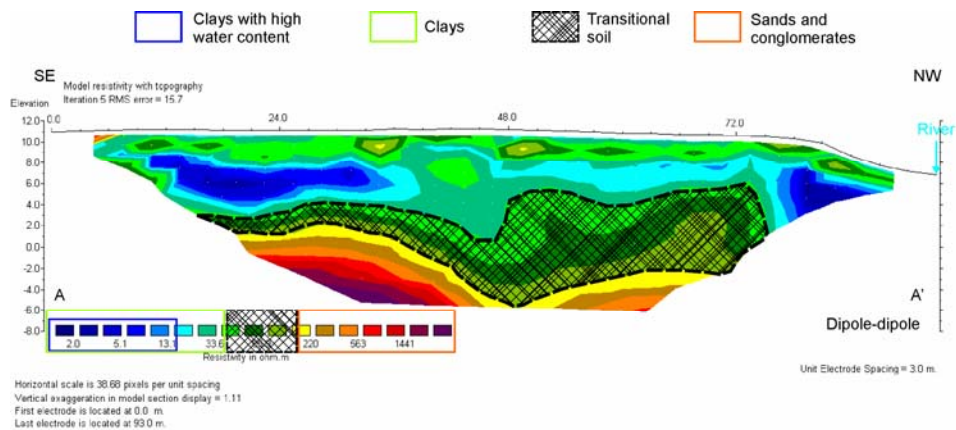 Clays with high
water content
Clays
Transitional
soil
Sands and
conglomerates
SE
NW
Model resistivity with topography
Iteration 5 RMS error = 15.7
Elevation
0.0 24.0 48.0 72.0
River
12.0
10.0
8.0
6.0
4.0
2.0
0.0
-2.0
-4.0
-6.0
-8.0
A
A'
Dipole-dipole
2.0 5.1 13.1 33.6 220 563 1441
Resistivity in ohm.m
Unit Electrode Spacing = 3.0 m.
Horizontal scale is 38.68 pixels per unit spacing
Vertical exaggeration in model section display = 1.11
First electrode is located at 0.0 m.
Last electrode is located at 93.0 m.